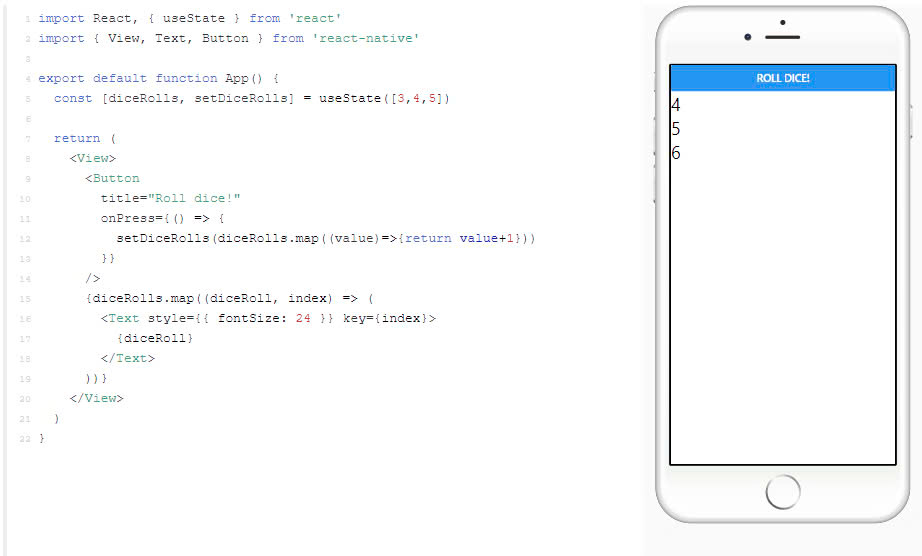 1 import React, { useState } from 'react'
2 import { View, Text, Button } from 'react-native'
3
4 export default function App() {
5   const [diceRolls, setDiceRolls] = useState([3,4,5])
6
7   return (
8     <View>
9       <Button
10         title="Roll dice!"
11         onPress={() => {
12           setDiceRolls(diceRolls.map((value)=>{return value+1}))
13         }}
14       />
15       {diceRolls.map((diceRoll, index) => (
16         <Text style={{ fontSize: 24 }} key={index}>
17           {diceRoll}
18         </Text>
19       ))}
20     </View>
21   )
22 }
ROLL DICE!
4
5
6